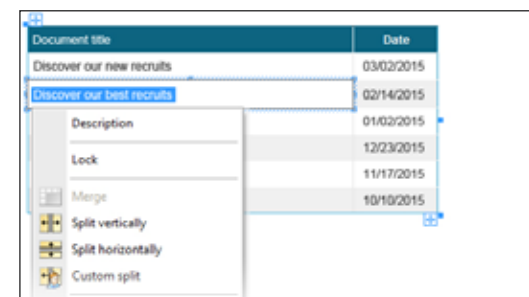 Document title Date
Discover our new recruits 03/02/2015
Discover our best recruits 02/14/2015
Description 01/02/2015
Lock 12/23/2015
11/17/2015
Merge 10/10/2015
Split vertically
Split horizontally
Custom split